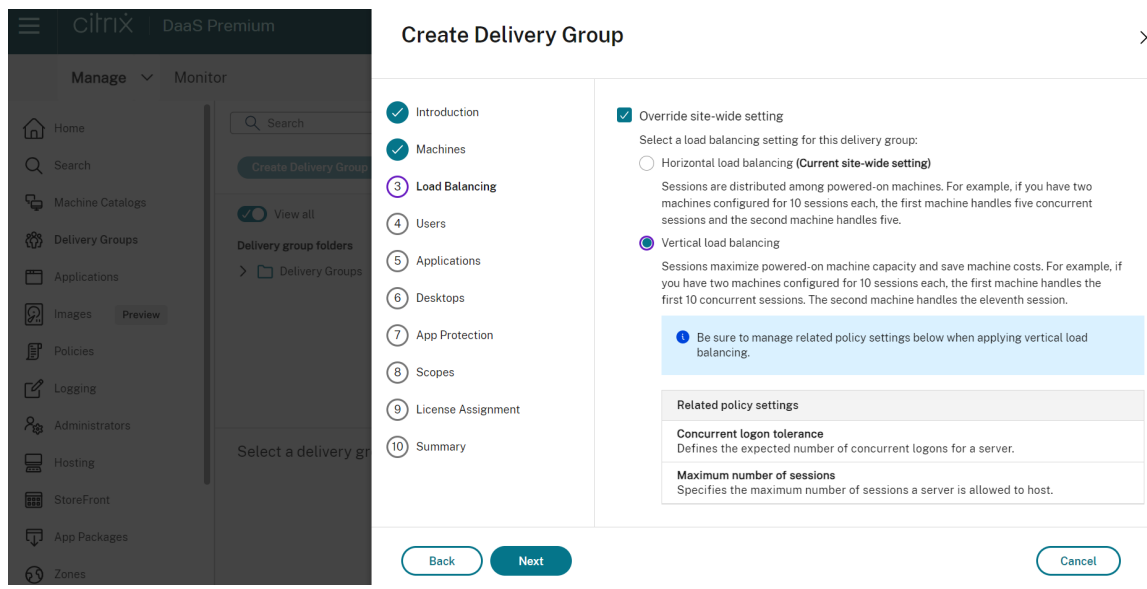 citrix DaaS Premium
Manage Monitor
Home
Search
Machine Catalogs
Delivery Groups
Applications
Images Preview
Policies
Logging
Administrators
Hosting
StoreFront
App Packages
Zones
Search
Create Delivery Group
View all
Delivery group folders
Delivery Groups
Select a delivery gr
Create Delivery Group
Introduction
Machines
3 Load Balancing
4 Users
5 Applications
6 Desktops
7 App Protection
8 Scopes
9 License Assignment
10 Summary
Override site-wide setting
Select a load balancing setting for this delivery group:
Horizontal load balancing (Current site-wide setting)
Sessions are distributed among powered-on machines. For example, if you have two
machines configured for 10 sessions each, the first machine handles five concurrent
sessions and the second machine handles five.
Vertical load balancing
Sessions maximize powered-on machine capacity and save machine costs. For example, if
you have two machines configured for 10 sessions each, the first machine handles the
first 10 concurrent sessions. The second machine handles the eleventh session.
Be sure to manage related policy settings below when applying vertical load
balancing.
Related policy settings
Concurrent logon tolerance
Defines the expected number of concurrent logons for a server.
Maximum number of sessions
Specifies the maximum number of sessions a server is allowed to host.
Back Next Cancel